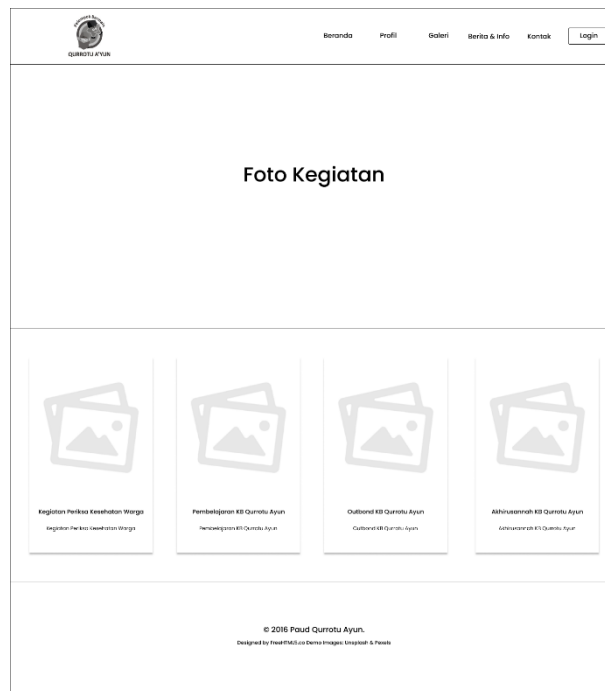 QURROTU A'YUN
Beranda
Profil
Galeri
Berita & Info
Kontak
Login
Foto Kegiatan
Kegiatan Periksa Kesehatan Warga
Kegiatan Periksa Kesehatan Warga
Pembelajaran KB Qurrotu Ayun
Pembelajaran KB Qurrotu Ayun
Outbond KB Qurrotu Ayun
Outbond KB Qurrotu Ayun
Akhirusannah KB Qurrotu Ayun
Akhirusannah KB Qurrotu Ayun
© 2016 Paud Qurrotu Ayun.
Designed by FreeHTML5.co Demo Images: Unsplash & Pexels